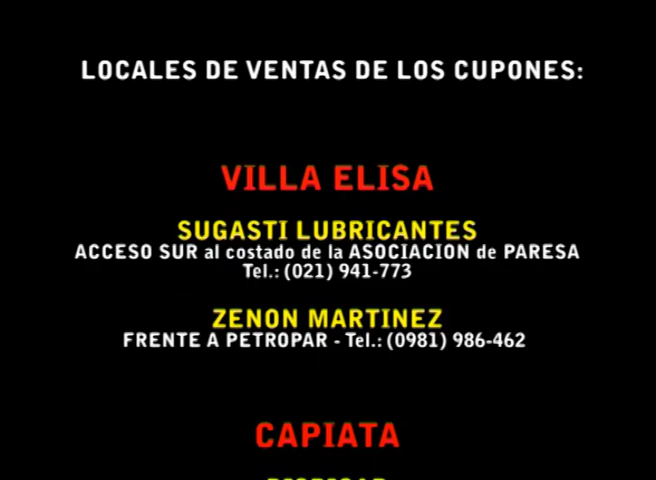 LOCALES DE VENTAS DE LOS CUPONES:
VILLA ELISA
SUGASTI LUBRICANTES
ACCESO SUR al costado de la ASOCIACION de PARESA
Tel.: (021) 941-773
ZENON MARTINEZ
FRENTE A PETROPAR - Tel.: (0981) 986-462
CAPIATA